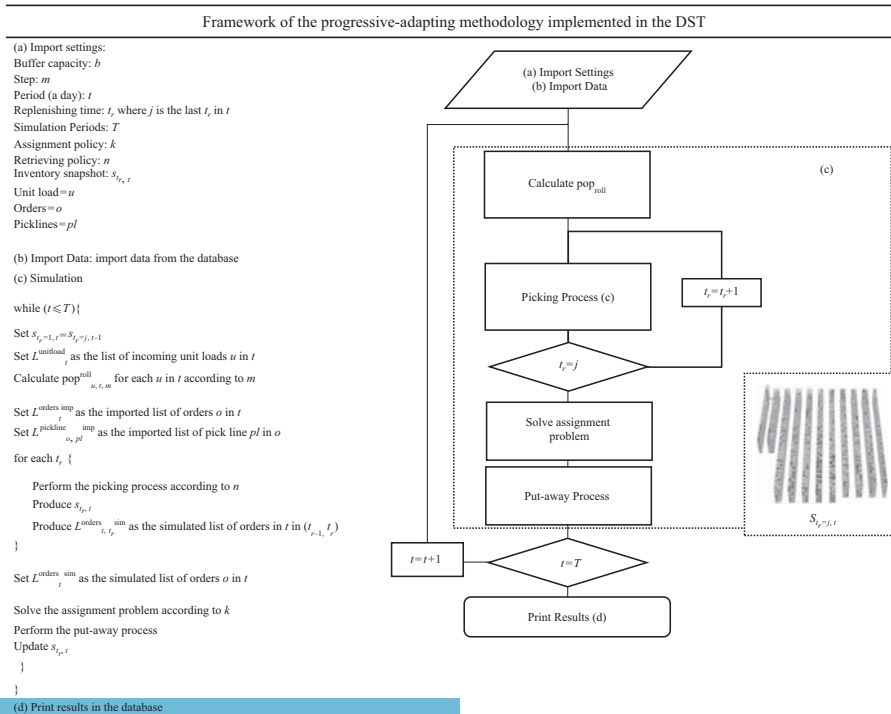 Framework of the progressive-adapting methodology implemented in the DST
(a) Import settings:
Buffer capacity: b
Step: m
Period (a day): t
Replenishing time: t_r where j is the last t_r in t
Simulation Periods: T
Assignment policy: k
Retrieving policy: n
Inventory snapshot: s_{t_r, t}
Unit load=u
Orders=o
Picklines=pl
(b) Import Data: import data from the database
(c) Simulation
while (t⩽T){
Set s_{t_r=1, t}=s_{t_r=j, t-1}
Set L^{unitload}_t as the list of incoming unit loads u in t
Calculate pop^{roll}_{u, t, m} for each u in t according to m
Set L^{orders imp}_t as the imported list of orders o in t
Set L^{pickline imp}_{o, pl} as the imported list of pick line pl in o
for each t_r {
Perform the picking process according to n
Produce s_{t_r, t}
Produce L^{orders sim}_{t, t_r} as the simulated list of orders in t in (t_{r-1}, t_r)
}
Set L^{orders sim}_t as the simulated list of orders o in t
Solve the assignment problem according to k
Perform the put-away process
Update s_{t_r, t}
}
}
(d) Print results in the database
(a) Import Settings
(b) Import Data
(c)
Calculate pop_{roll}
Picking Process (c)
t_r=t_r+1
t_r=j
Solve assignment
problem
Put-away Process
S_{t_r=j, t}
t=t+1
t=T
Print Results (d)